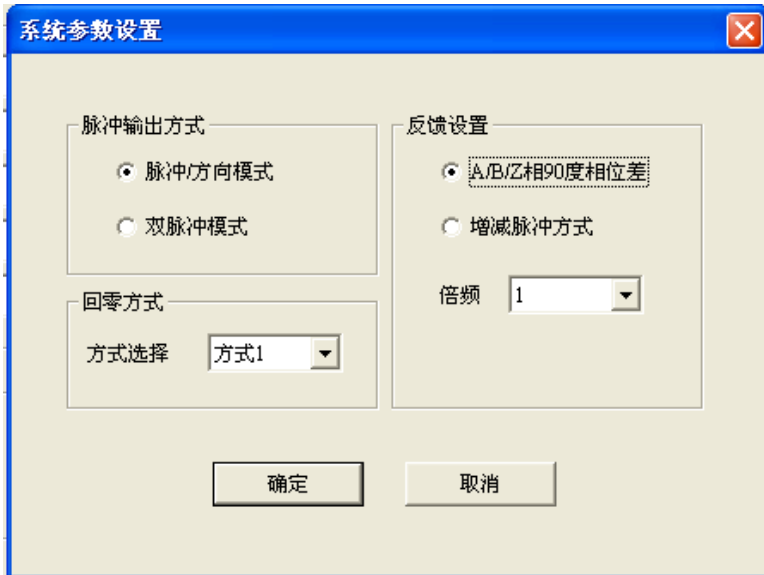 系统参数设置
脉冲输出方式
脉冲/方向模式
双脉冲模式
回零方式
方式选择 方式1
反馈设置
A/B/Z相90度相位差
增减脉冲方式
倍频 1
确定 取消